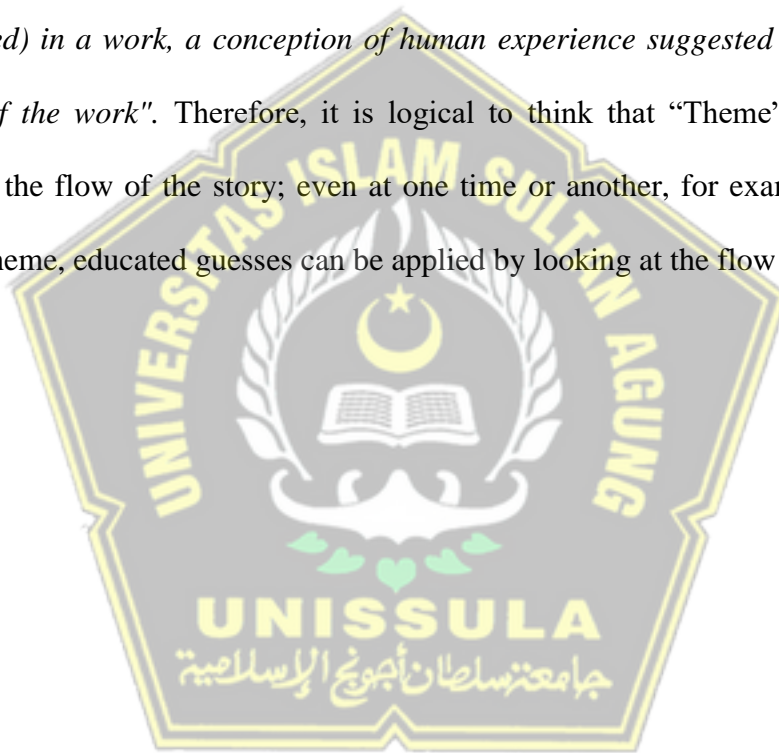 ed) in a work, a conception of human experience suggested
f the work". Therefore, it is logical to think that “Theme”
the flow of the story; even at one time or another, for exa
heme, educated guesses can be applied by looking at the flow
UNIVERSITAS ISLAM SULTAN AGUNG
UNISSULA
جامعة سلطان أجونج الإسلامية